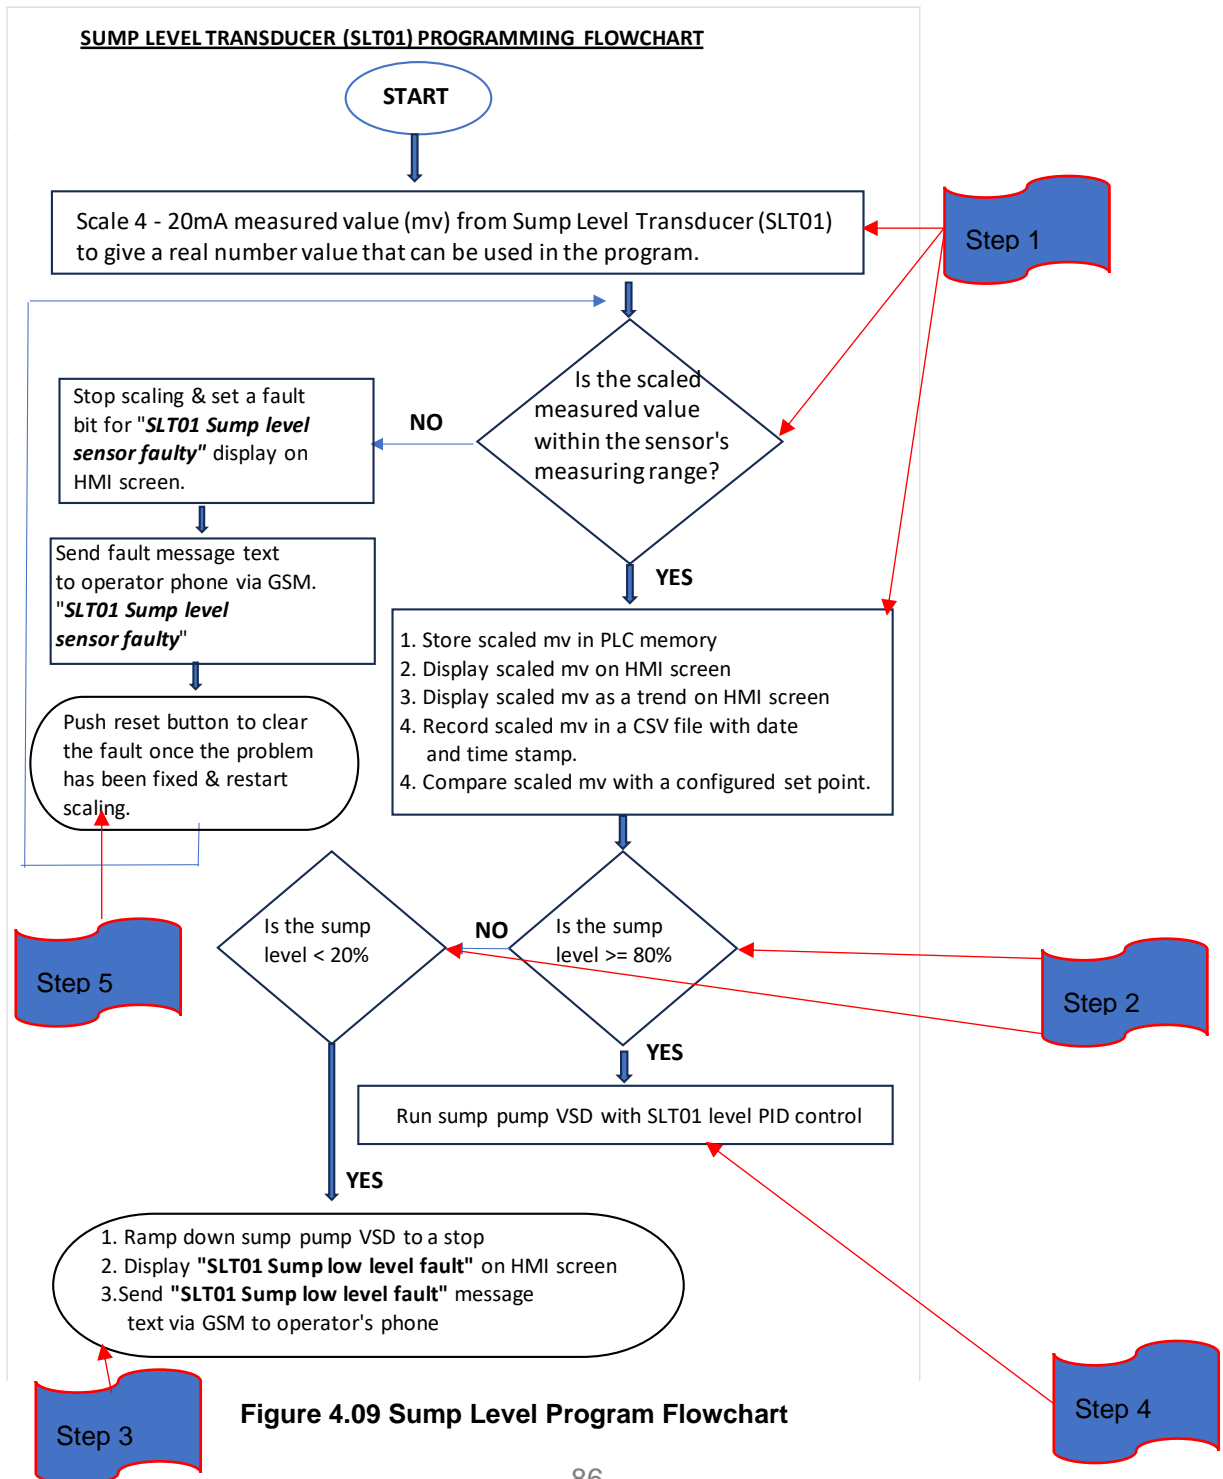 SUMP LEVEL TRANSDUCER (SLT01) PROGRAMMING FLOWCHART
START
Scale 4 - 20mA measured value (mv) from Sump Level Transducer (SLT01)
to give a real number value that can be used in the program.
Step 1
Is the scaled
measured value
within the sensor's
measuring range?
NO
Stop scaling & set a fault
bit for "SLT01 Sump level
sensor faulty" display on
HMI screen.
Send fault message text
to operator phone via GSM.
"SLT01 Sump level
sensor faulty"
Push reset button to clear
the fault once the problem
has been fixed & restart
scaling.
YES
1. Store scaled mv in PLC memory
2. Display scaled mv on HMI screen
3. Display scaled mv as a trend on HMI screen
4. Record scaled mv in a CSV file with date
and time stamp.
4. Compare scaled mv with a configured set point.
Is the sump
level < 20%
NO
Is the sump
level >= 80%
Step 5
Step 2
YES
Run sump pump VSD with SLT01 level PID control
YES
1. Ramp down sump pump VSD to a stop
2. Display "SLT01 Sump low level fault" on HMI screen
3.Send "SLT01 Sump low level fault" message
text via GSM to operator's phone
Step 3
Step 4
Figure 4.09 Sump Level Program Flowchart
86